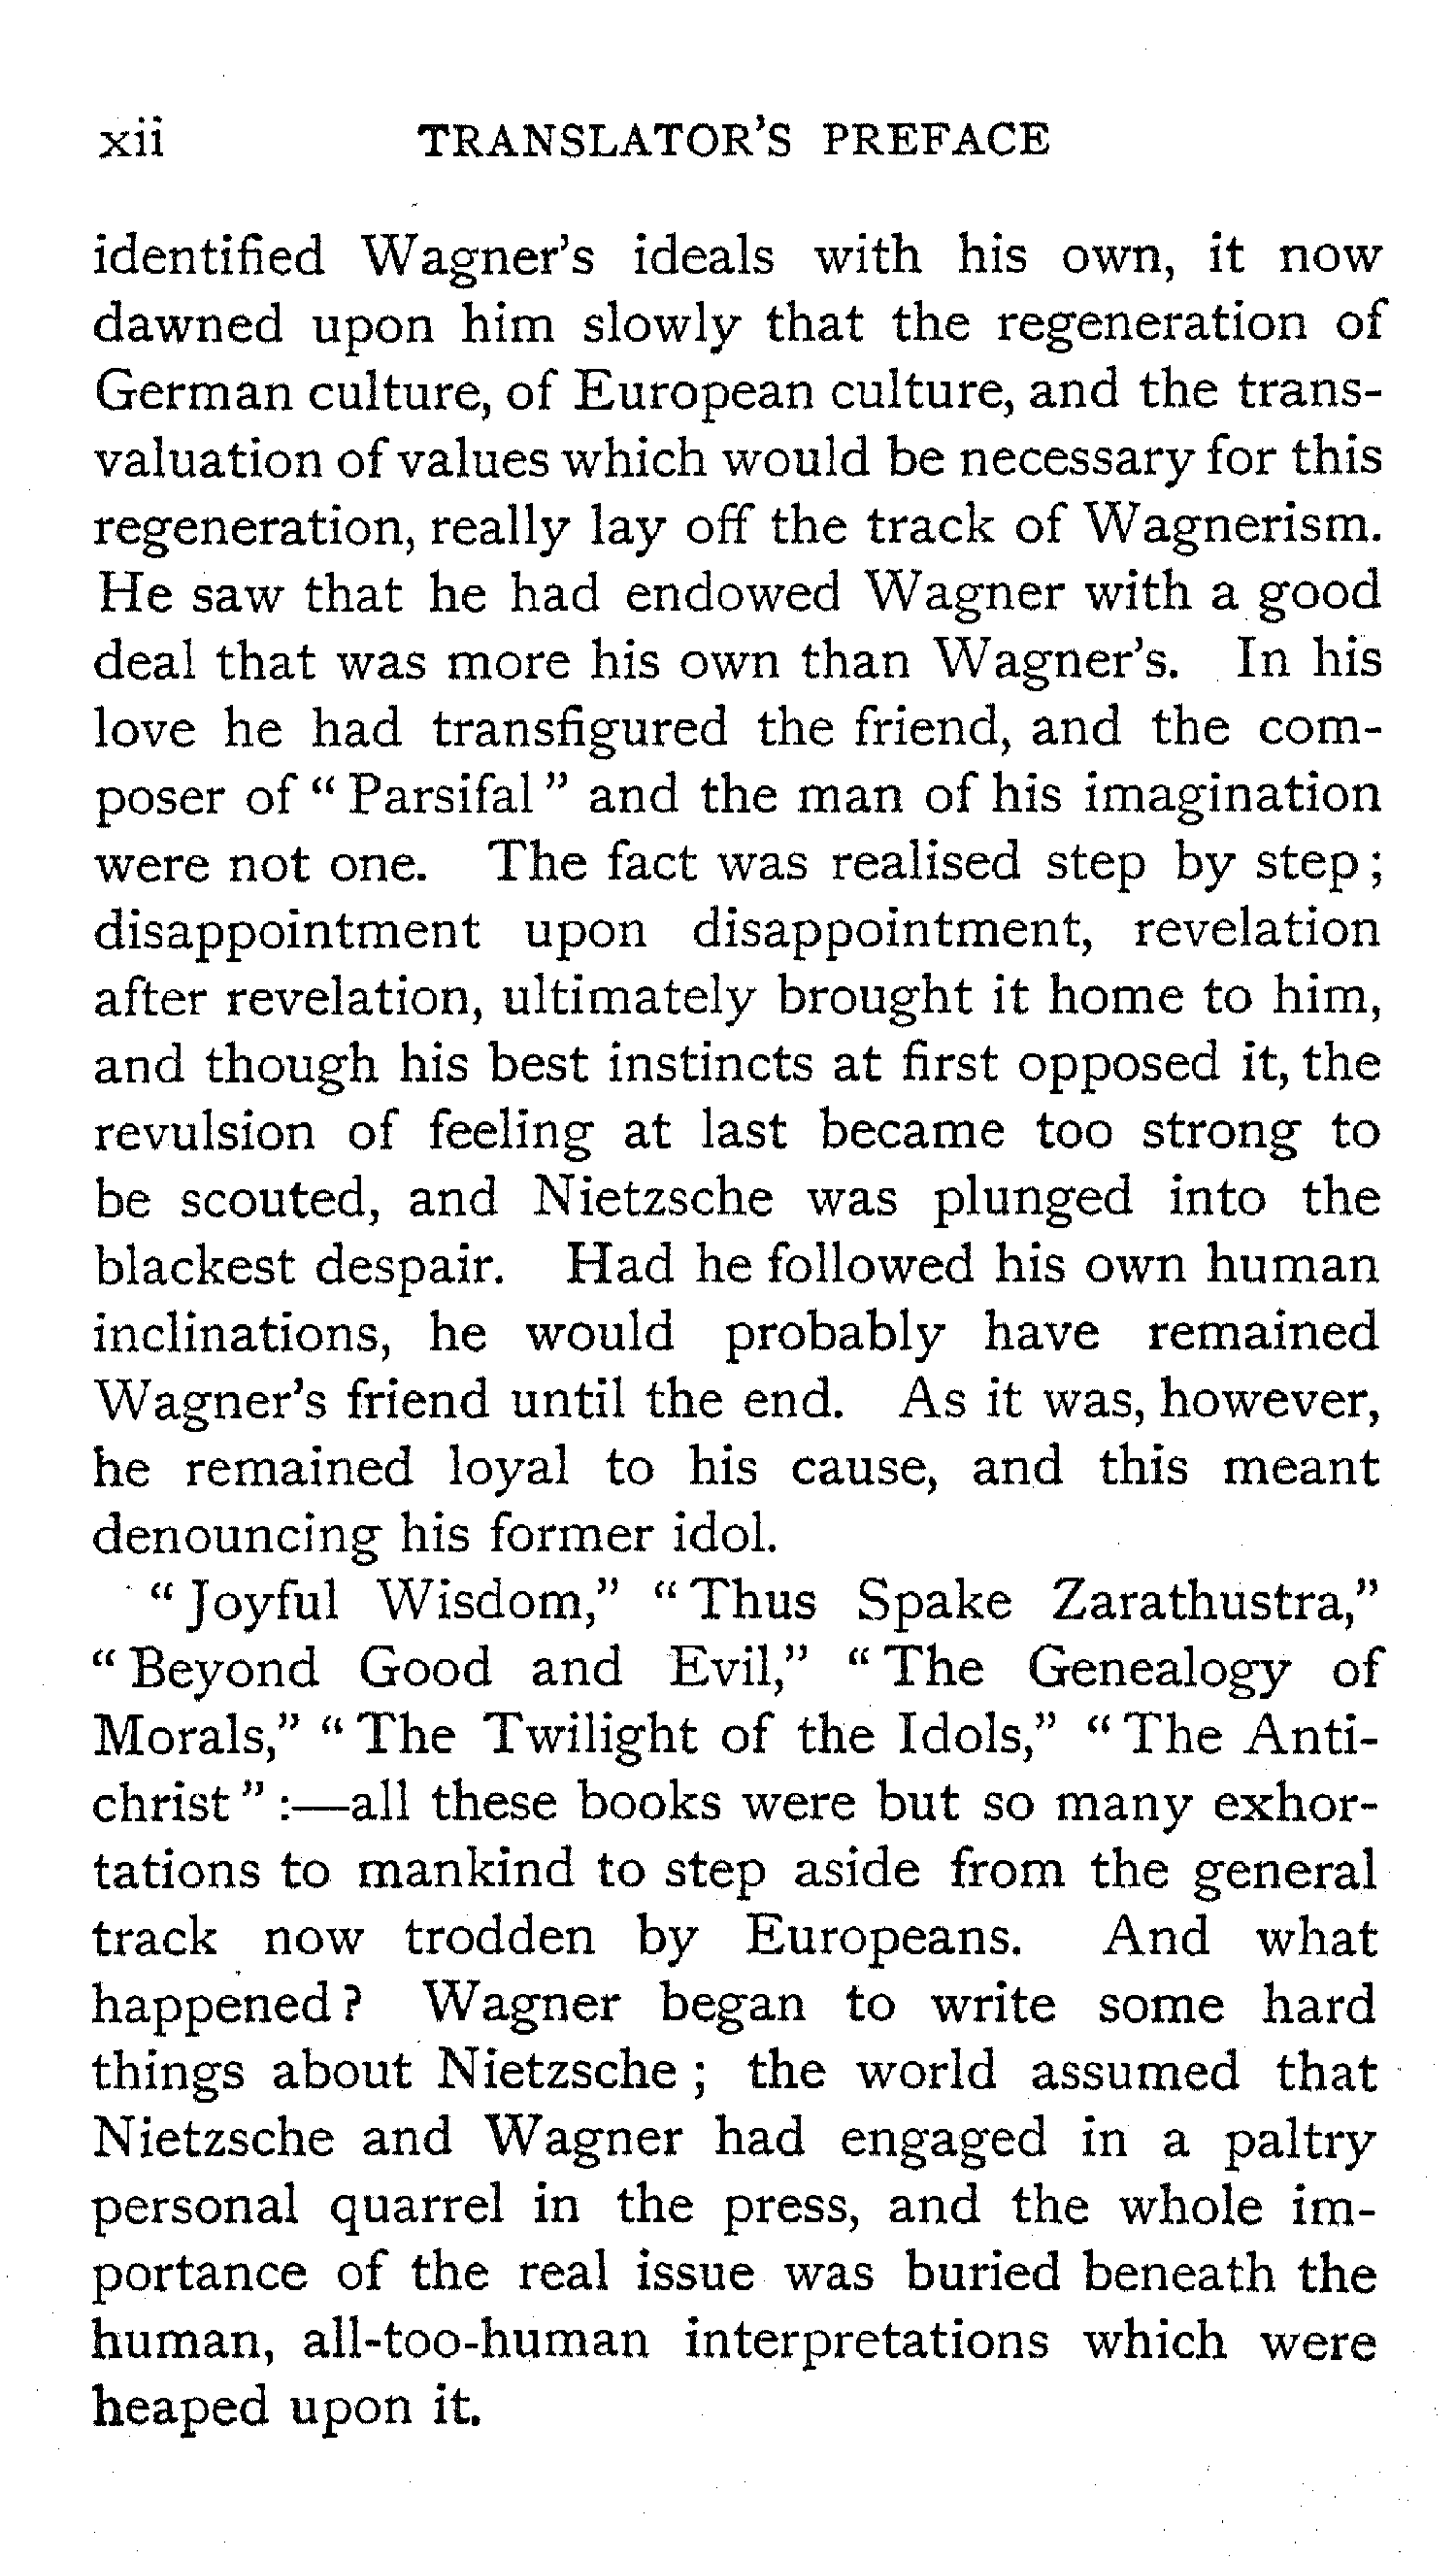 xii TRANSLATOR'S PREFACE
identified Wagner's ideals with his own, it now
dawned upon him slowly that the regeneration of
German culture, of European culture, and the trans-
valuation of values which would be necessary for this
regeneration, really lay off the track of Wagnerism.
He saw that he had endowed Wagner with a good
deal that was more his own than Wagner's. In his
love he had transfigured the friend, and the com-
poser of "Parsifal" and the man of his imagination
were not one. The fact was realised step by step;
disappointment upon disappointment, revelation
after revelation, ultimately brought it home to him,
and though his best instincts at first opposed it, the
revulsion of feeling at last became too strong to
be scouted, and Nietzsche was plunged into the
blackest despair. Had he followed his own human
inclinations, he would probably have remained
Wagner's friend until the end. As it was, however,
he remained loyal to his cause, and this meant
denouncing his former idol.
"Joyful Wisdom," "Thus Spake Zarathustra,"
"Beyond Good and Evil," "The Genealogy of
Morals," "The Twilight of the Idols," "The Anti-
christ":—all these books were but so many exhor-
tations to mankind to step aside from the general
track now trodden by Europeans. And what
happened? Wagner began to write some hard
things about Nietzsche; the world assumed that
Nietzsche and Wagner had engaged in a paltry
personal quarrel in the press, and the whole im-
portance of the real issue was buried beneath the
human, all-too-human interpretations which were
heaped upon it.